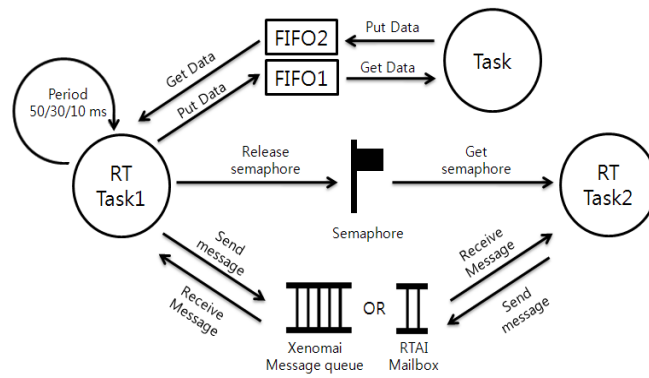 FIFO2
Put Data
Get Data
Task
FIFO1
Get Data
Put Data
Period
50/30/10 ms
RT
Task1
Release
semaphore
Get
semaphore
RT
Task2
Semaphore
Send
message
Receive
Message
Receive
Message
Send
message
OR
Xenomai
Message queue
RTAI
Mailbox